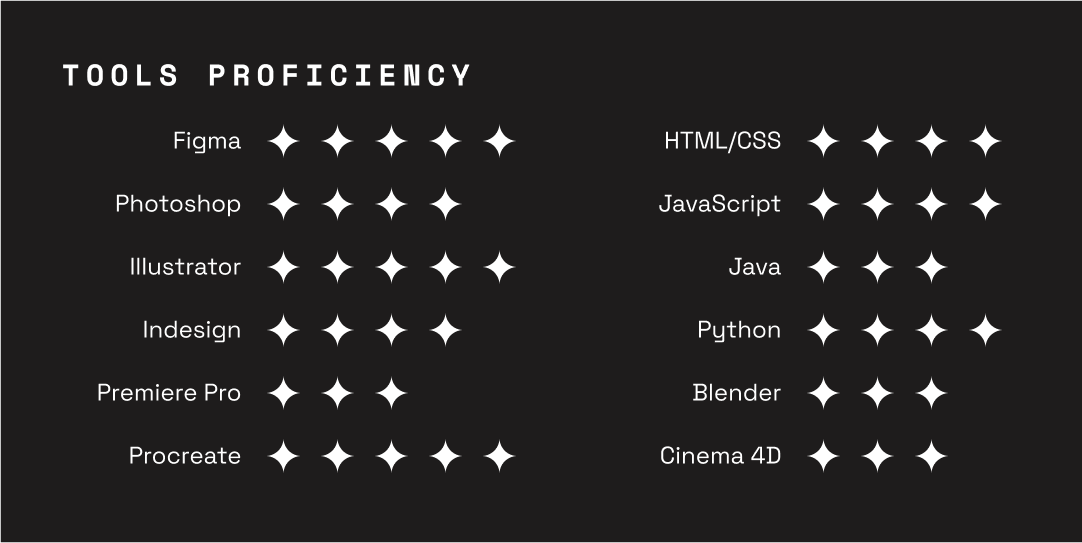 TOOLS PROFICIENCY
Figma
Photoshop
Illustrator
Indesign
Premiere Pro
Procreate
HTML/CSS
JavaScript
Java
Python
Blender
Cinema 4D